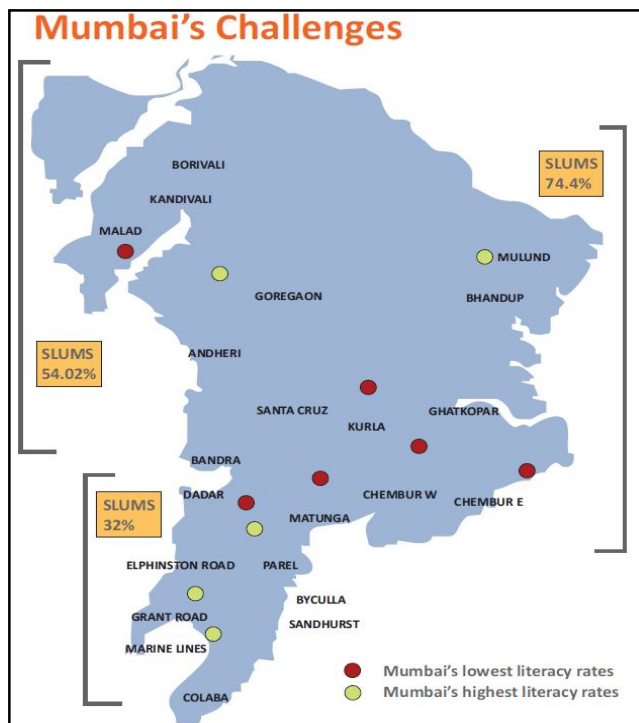 Mumbai's Challenges
BORIVALI
SLUMS
74.4%
KANDIVALI
MALAD
MULUND
GOREGAON
BHANDUP
SLUMS
54.02%
ANDHERI
SANTA CRUZ
GHATKOPAR
KURLA
BANDRA
DADAR
CHEMBUR W
CHEMBUR E
SLUMS
32%
MATUNGA
ELPHINSTON ROAD
PAREL
BYCULLA
GRANT ROAD
SANDHURST
MARINE LINES
Mumbai's lowest literacy rates
Mumbai's highest literacy rates
COLABA